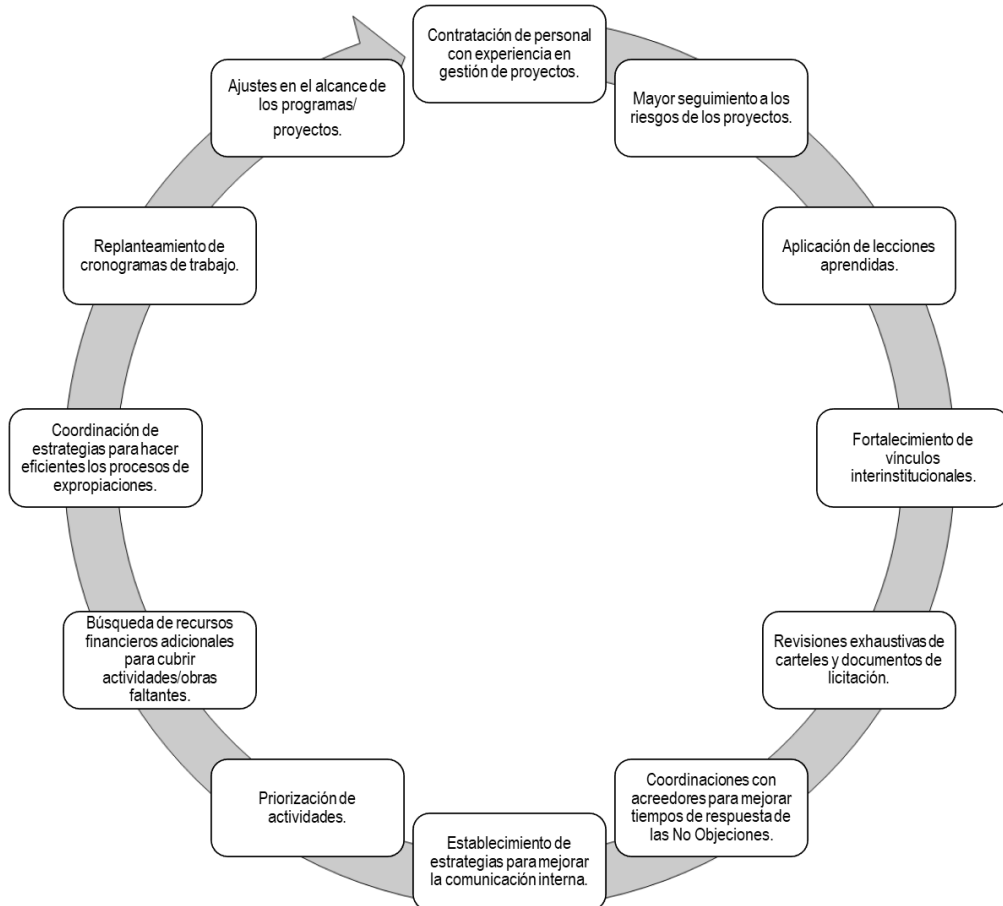 Contratación de personal
con experiencia en
gestión de proyectos.
Mayor seguimiento a los
riesgos de los proyectos.
Aplicación de lecciones
aprendidas.
Fortalecimiento de
vínculos
interinstitucionales.
Revisiones exhaustivas de
carteles y documentos de
licitación.
Coordinaciones con
acreedores para mejorar
tiempos de respuesta de
las No Objeciones.
Establecimiento de
estrategias para mejorar
la comunicación interna.
Priorización de
actividades.
Búsqueda de recursos
financieros adicionales
para cubrir
actividades/obras
faltantes.
Coordinación de
estrategias para hacer
eficientes los procesos de
expropiaciones.
Replanteamiento de
cronogramas de trabajo.
Ajustes en el alcance de
los programas/
proyectos.